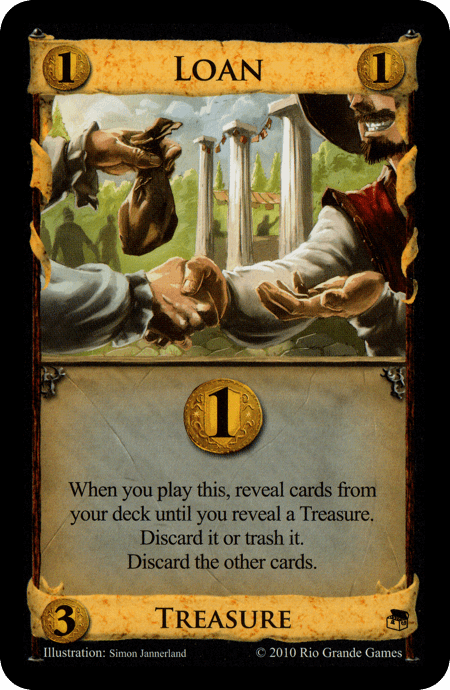 1 LOAN 1
1
When you play this, reveal cards from
your deck until you reveal a Treasure.
Discard it or trash it.
Discard the other cards.
3 TREASURE
Illustration: Simon Jannerland © 2010 Rio Grande Games